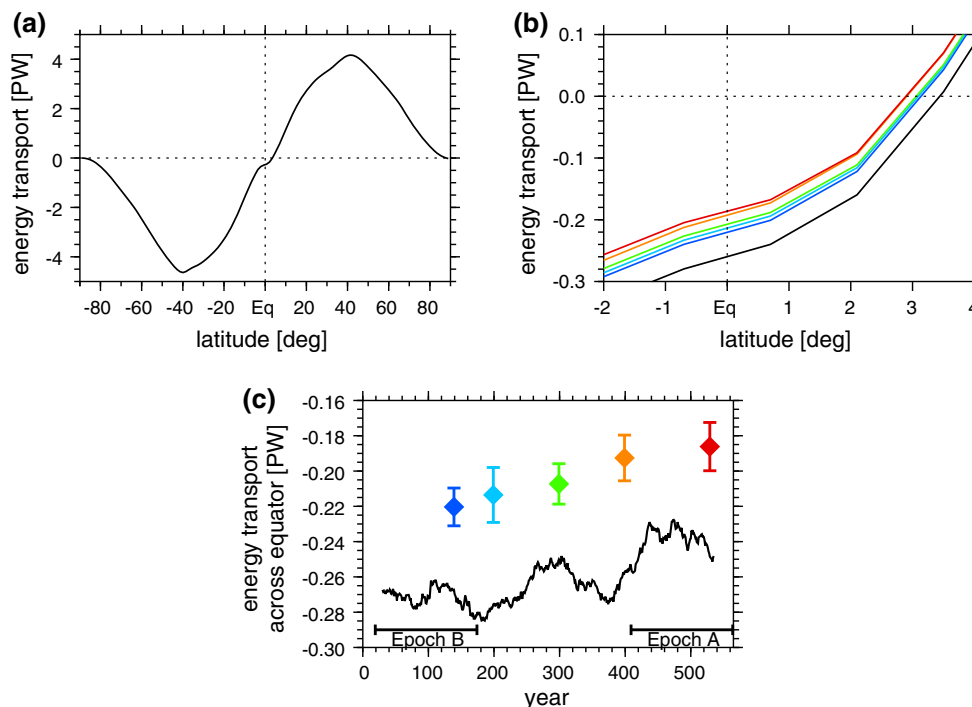 (a)
energy transport [PW]
4
2
0
-2
-4
-80 -60 -40 -20 Eq 20 40 60 80
latitude [deg]
(b)
energy transport [PW]
0.1
0.0
-0.1
-0.2
-0.3
-2 -1 Eq 1 2 3 4
latitude [deg]
(c)
energy transport
across equator [PW]
-0.16
-0.18
-0.20
-0.22
-0.24
-0.26
-0.28
-0.30
Epoch B Epoch A
0 100 200 300 400 500
year